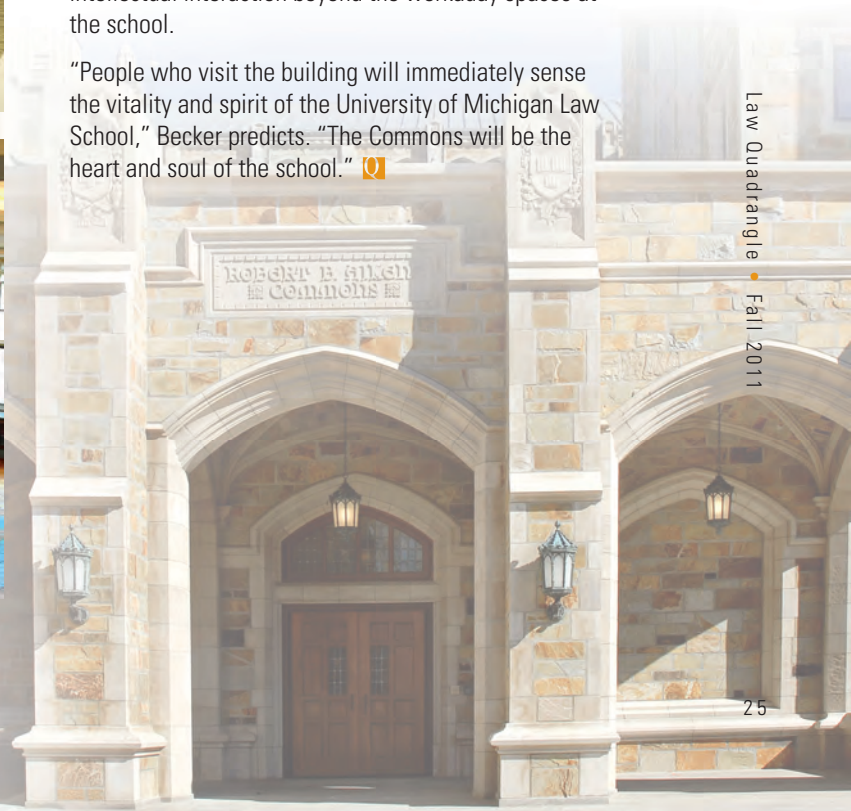 intellectual interaction beyond the workaday spaces at
the school.
“People who visit the building will immediately sense
the vitality and spirit of the University of Michigan Law
School,” Becker predicts. “The Commons will be the
heart and soul of the school.” Q
ROBERT B. AIKEN
COMMONS
Law Quadrangle • Fall 2011
25